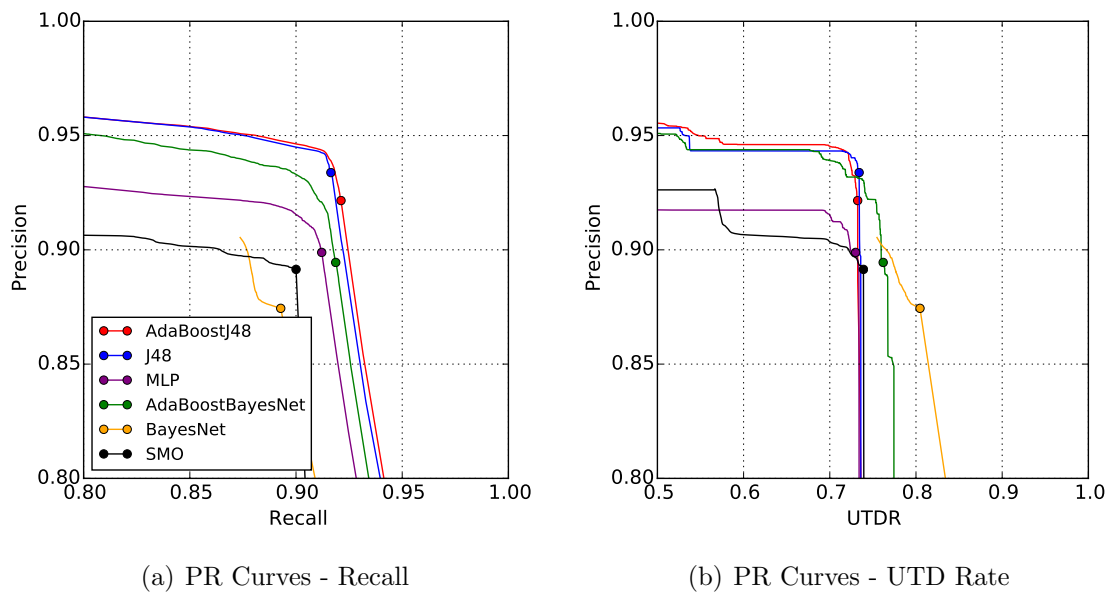 1.00
0.95
0.90
0.85
0.80
Precision
AdaBoostJ48
J48
MLP
AdaBoostBayesNet
BayesNet
SMO
0.80 0.85 0.90 0.95 1.00
Recall
(a) PR Curves - Recall
1.00
0.95
0.90
0.85
0.80
Precision
0.5 0.6 0.7 0.8 0.9 1.0
UTDR
(b) PR Curves - UTD Rate